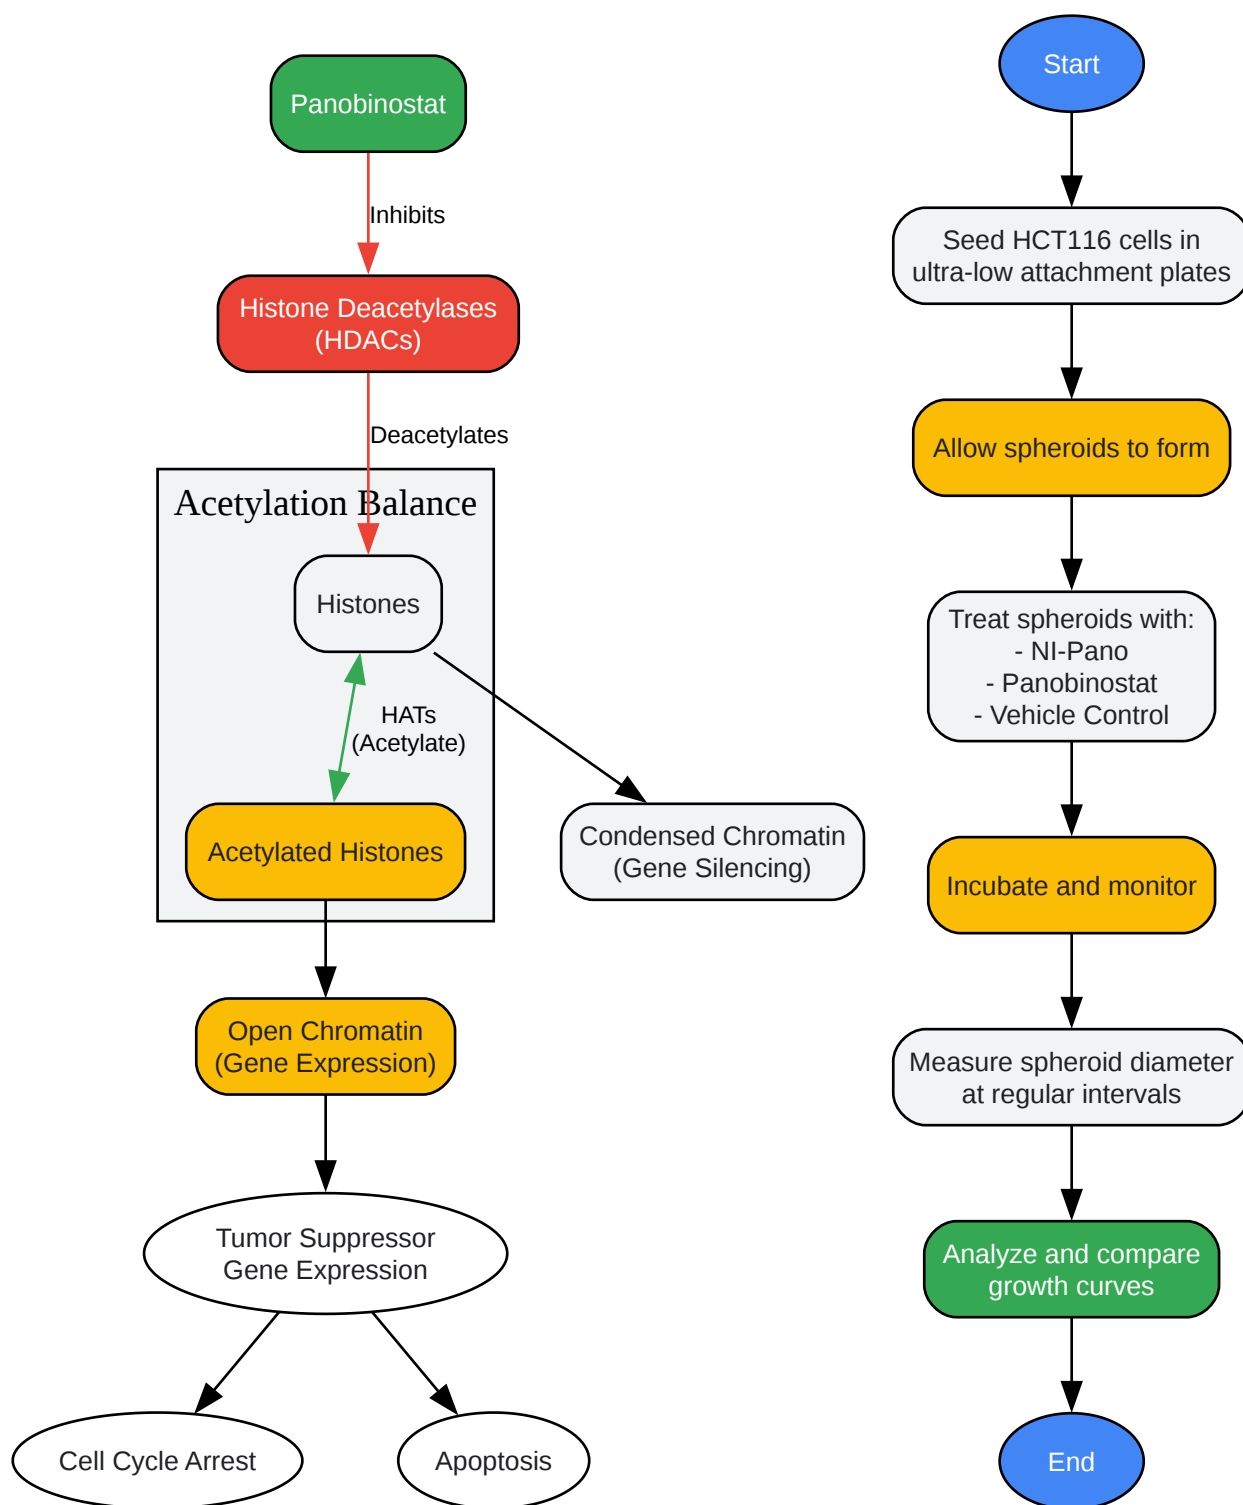 Panobinostat
Inhibits
Histone Deacetylases
(HDACs)
Deacetylates
Acetylation Balance
Histones
HATs
(Acetylate)
Acetylated Histones
Condensed Chromatin
(Gene Silencing)
Open Chromatin
(Gene Expression)
Tumor Suppressor
Gene Expression
Cell Cycle Arrest
Apoptosis
Start
Seed HCT116 cells in
ultra-low attachment plates
Allow spheroids to form
Treat spheroids with:
- NI-Pano
- Panobinostat
- Vehicle Control
Incubate and monitor
Measure spheroid diameter
at regular intervals
Analyze and compare
growth curves
End